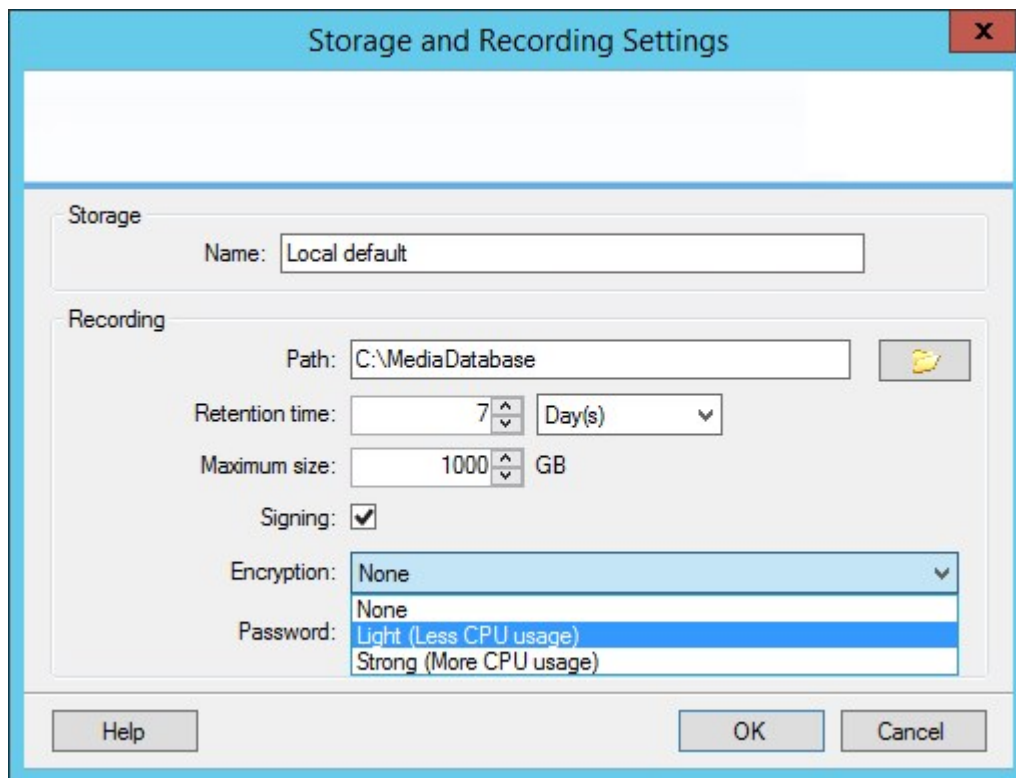 Storage and Recording Settings
x
Storage
Name: Local default
Recording
Path: C:\MediaDatabase
Retention time: 7 Day(s)
Maximum size: 1000 GB
Signing:
Encryption: None
None
Password: Light (Less CPU usage)
Strong (More CPU usage)
Help OK Cancel